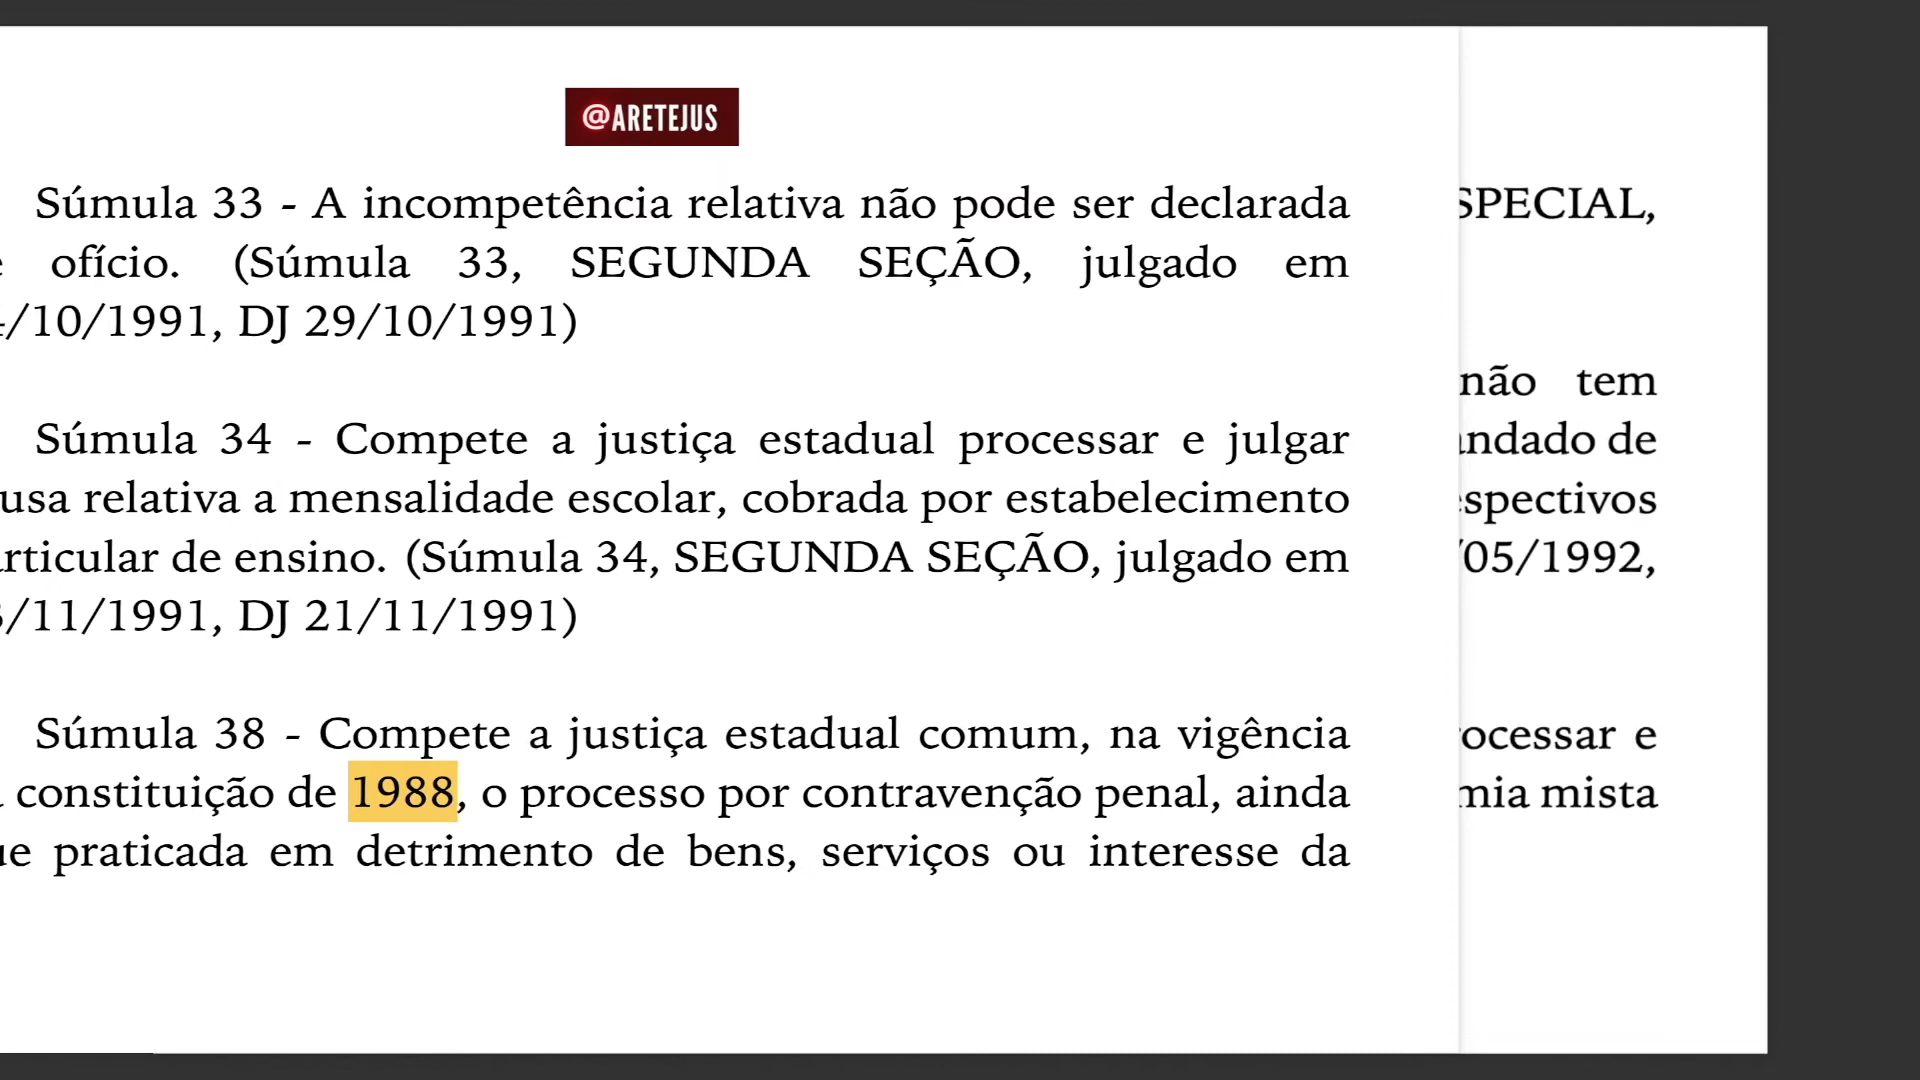 @ARETEJUS
Súmula 33 - A incompetência relativa não pode ser declarada
ofício. (Súmula 33, SEGUNDA SEÇÃO, julgado em
/10/1991, DJ 29/10/1991)
Súmula 34 - Compete a justiça estadual processar e julgar
usa relativa a mensalidade escolar, cobrada por estabelecimento
rticular de ensino. (Súmula 34, SEGUNDA SEÇÃO, julgado em
/11/1991, DJ 21/11/1991)
Súmula 38 - Compete a justiça estadual comum, na vigência
constituição de 1988, o processo por contravenção penal, ainda
ue praticada em detrimento de bens, serviços ou interesse da
SPECIAL,
não tem
ndado de
spectivos
/05/1992,
ocessar e
mia mista